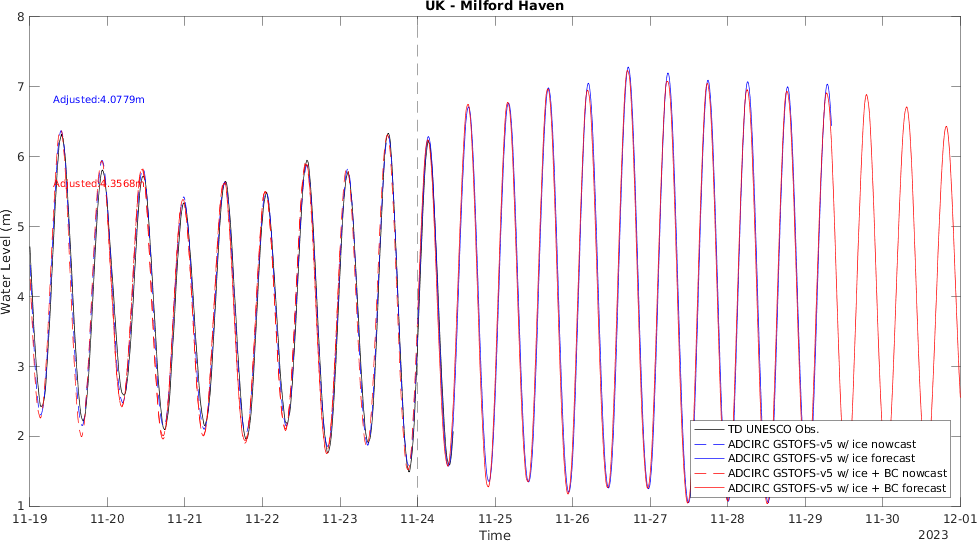 UK - Milford Haven
8
7
6
5
4
3
2
1
Water Level (m)
Adjusted:4.0779m
Adjusted:4.3568m
TD UNESCO Obs.
ADCIRC GSTOFS-v5 w/ ice nowcast
ADCIRC GSTOFS-v5 w/ ice forecast
ADCIRC GSTOFS-v5 w/ ice + BC nowcast
ADCIRC GSTOFS-v5 w/ ice + BC forecast
11-19 11-20 11-21 11-22 11-23 11-24 11-25 11-26 11-27 11-28 11-29 11-30 12-01
Time
2023